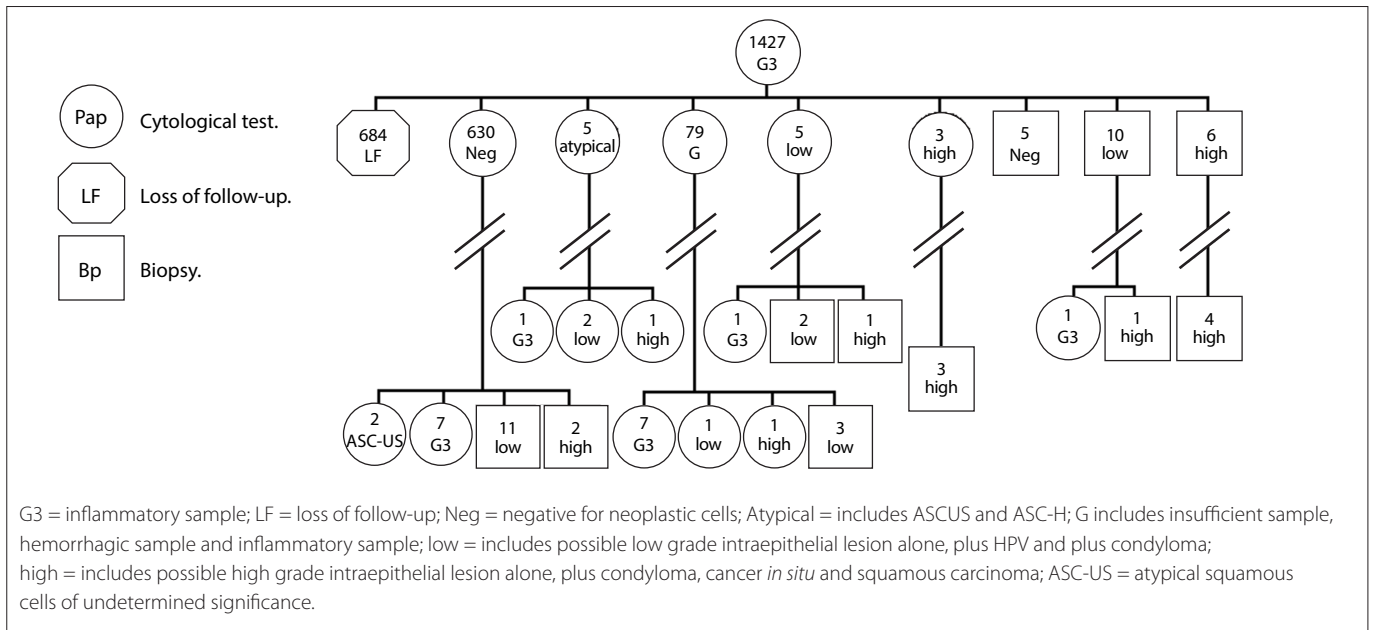 1427
G3
Pap
Cytological test.
LF
Loss of follow-up.
Bp
Biopsy.
684
LF
630
Neg
5
atypical
79
G
5
low
3
high
5
Neg
10
low
6
high
1
G3
2
low
1
high
1
G3
2
low
1
high
3
high
1
G3
1
high
4
high
2
ASC-US
7
G3
11
low
2
high
7
G3
1
low
1
high
3
low
G3 = inflammatory sample; LF = loss of follow-up; Neg = negative for neoplastic cells; Atypical = includes ASCUS and ASC-H; G includes insufficient sample,
hemorrhagic sample and inflammatory sample; low = includes possible low grade intraepithelial lesion alone, plus HPV and plus condyloma;
high = includes possible high grade intraepithelial lesion alone, plus condyloma, cancer in situ and squamous carcinoma; ASC-US = atypical squamous
cells of undetermined significance.